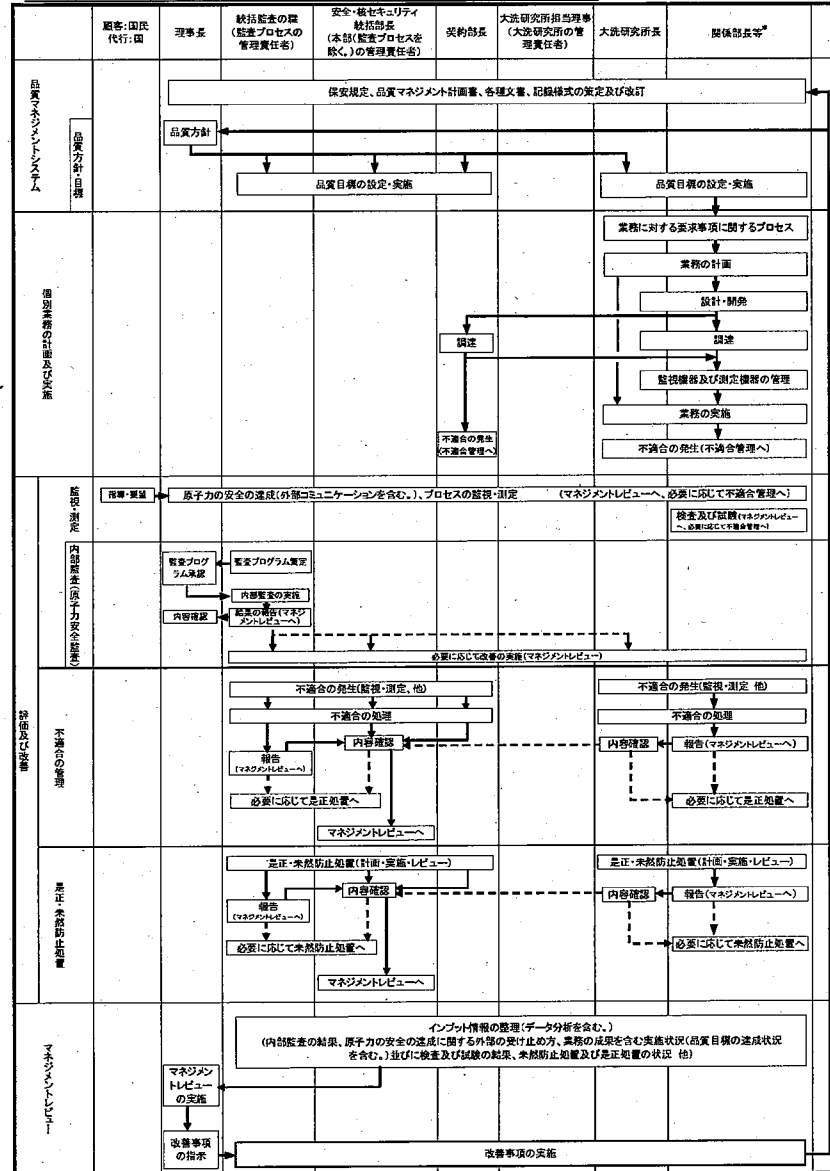 顧客:国民
代行:国
理事長
統括監査の職
(監査プロセスの
管理責任者)
安全・核セキュリティ
統括部長
(本部(監査プロセスを
除く。)の管理責任者)
契約部長
大洗研究所担当理事
(大洗研究所の管
理責任者)
大洗研究所長
関係部長等*
品質マネジメントシステム
保安規定、品質マネジメント計画書、各種文書、記録様式の策定及び改訂
品質方針・目標
品質方針
品質目標の設定・実施
品質目標の設定・実施
個別業務の計画及び実施
業務に対する要求事項に関するプロセス
業務の計画
設計・開発
調達
調達
監視機器及び測定機器の管理
業務の実施
不適合の発生
(不適合管理へ)
不適合の発生(不適合管理へ)
評価及び改善
監視・測定
指導・要望
原子力の安全の達成(外部コミュニケーションを含む。)、プロセスの監視・測定 (マネジメントレビューへ、必要に応じて不適合管理へ)
検査及び試験(マネジメントレビュー
へ、必要に応じて不適合管理へ)
内部監査(原子力安全監査)
監査プログ
ラム承認
監査プログラム策定
内部監査の実施
内容確認
結果の報告(マネジ
メントレビューへ)
必要に応じて改善の実施(マネジメントレビュー)
不適合の管理
不適合の発生(監視・測定、他)
不適合の発生(監視・測定 他)
不適合の処理
不適合の処理
内容確認
内容確認
報告(マネジメントレビューへ)
報告
(マネジメントレビューへ)
必要に応じて是正処置へ
必要に応じて是正処置へ
マネジメントレビューへ
是正・未然防止処置
是正・未然防止処置(計画・実施・レビュー)
是正・未然防止処置(計画・実施・レビュー)
内容確認
内容確認
報告(マネジメントレビューへ)
報告
(マネジメントレビューへ)
必要に応じて未然防止処置へ
必要に応じて未然防止処置へ
マネジメントレビューへ
マネジメントレビュー
インプット情報の整理(データ分析を含む。)
(内部監査の結果、原子力の安全の達成に関する外部の受け止め方、業務の成果を含む実施状況(品質目標の達成状況
を含む。)並びに検査及び試験の結果、未然防止処置及び是正処置の状況 他)
マネジメン
トレビュー
の実施
改善事項
の指示
改善事項の実施